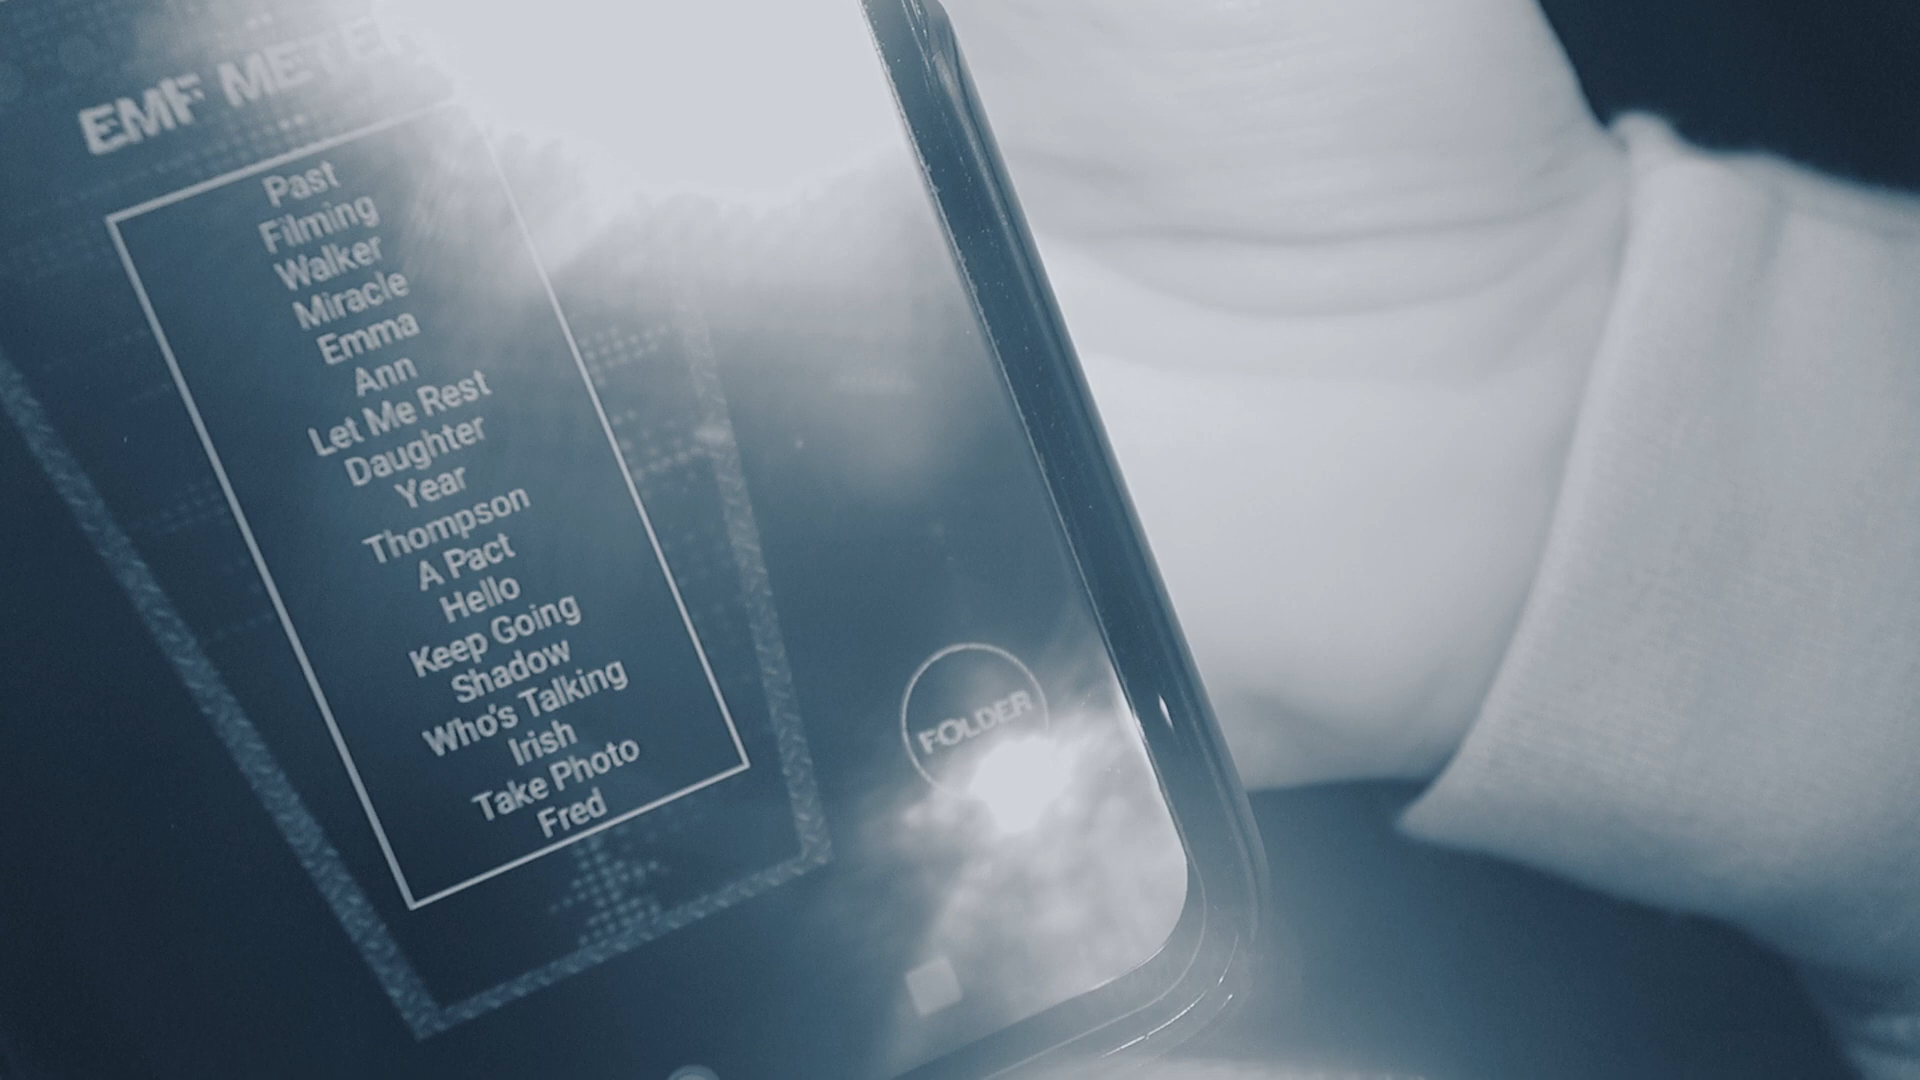 EMF METER
Past
Filming
Walker
Miracle
Emma
Ann
Let Me Rest
Daughter
Year
Thompson
A Pact
Hello
Keep Going
Shadow
Who's Talking
Irish
Take Photo
Fred
FOLDER